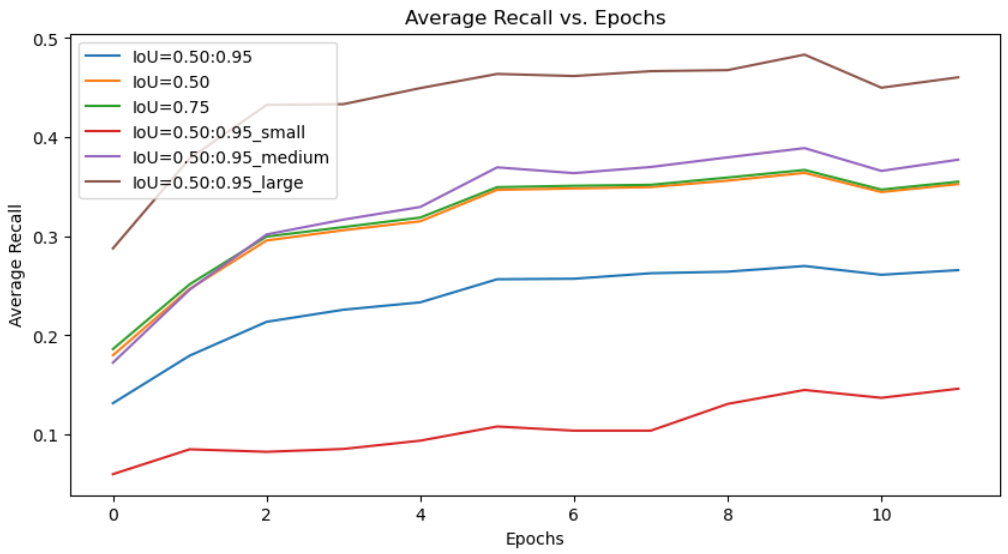 Average Recall vs. Epochs
IoU=0.50:0.95
IoU=0.50
IoU=0.75
IoU=0.50:0.95_small
IoU=0.50:0.95_medium
IoU=0.50:0.95_large
Average Recall
0.5
0.4
0.3
0.2
0.1
0 2 4 6 8 10
Epochs